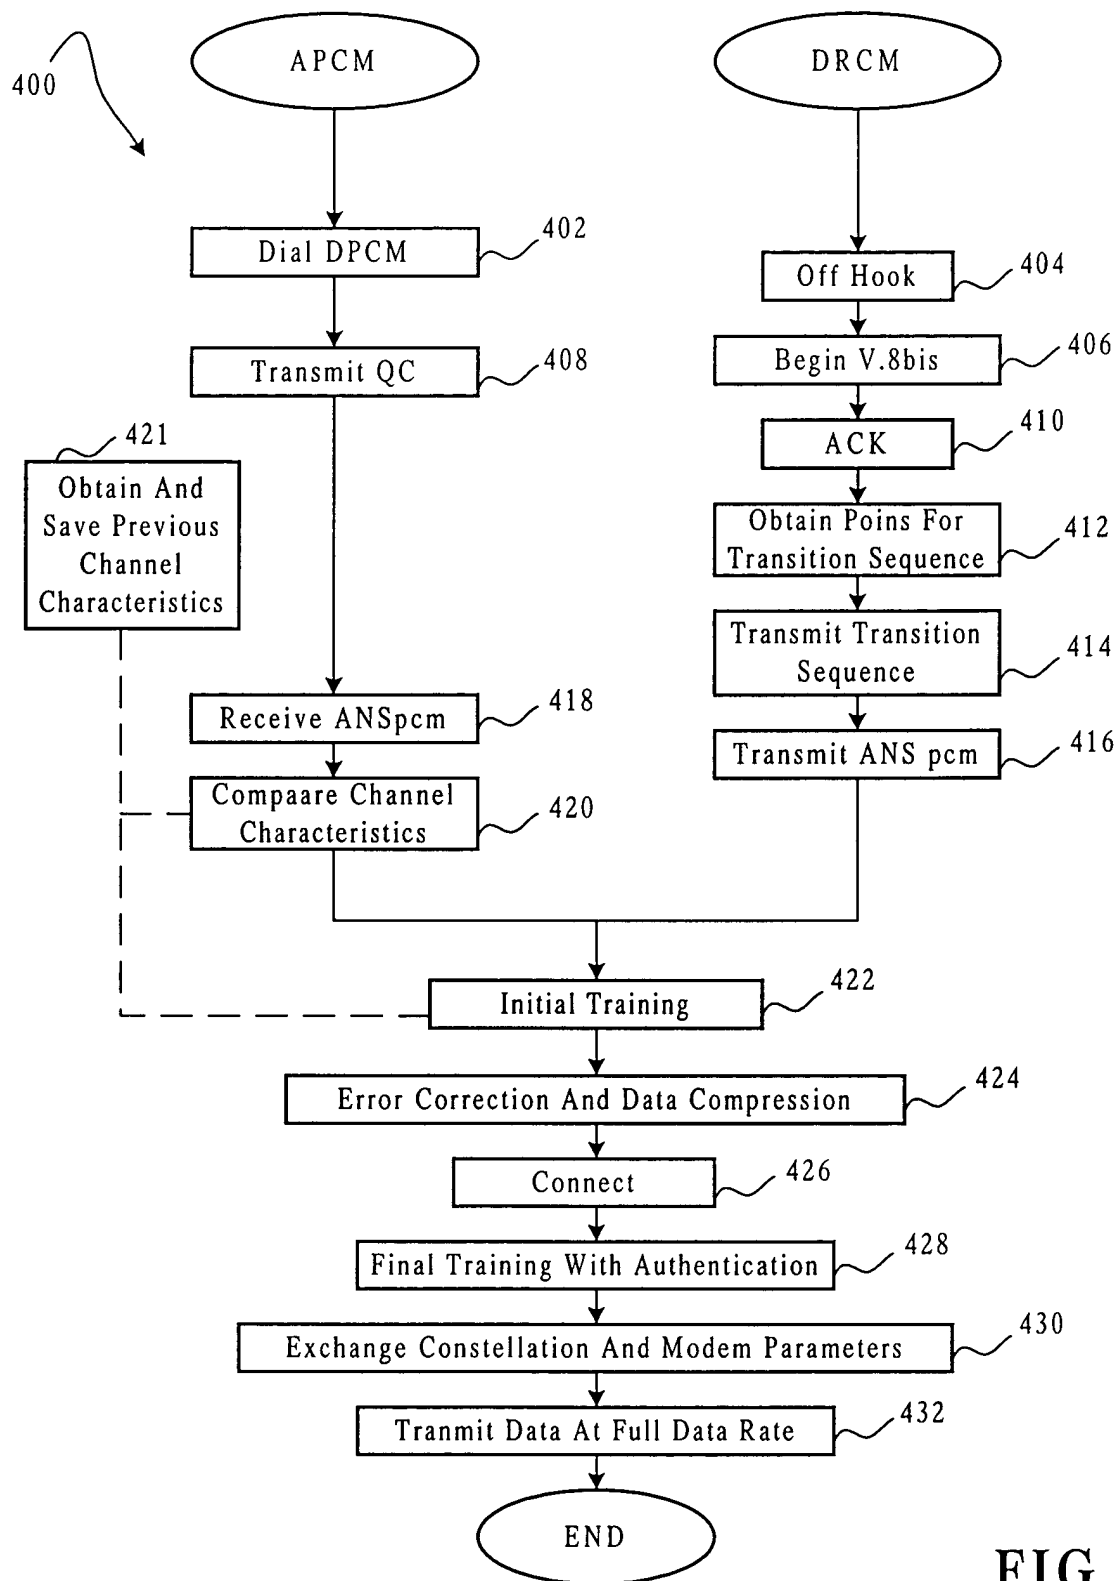 400
APCM
DRCM
Dial DPCM
402
Off Hook
404
Transmit QC
408
Begin V.8bis
406
ACK
410
421
Obtain And
Save Previous
Channel
Characteristics
Obtain Poins For
Transition Sequence
412
Transmit Transition
Sequence
414
Receive ANSpcm
418
Transmit ANS pcm
416
Compaare Channel
Characteristics
420
Initial Training
422
Error Correction And Data Compression
424
Connect
426
Final Training With Authentication
428
Exchange Constellation And Modem Parameters
430
Tranmit Data At Full Data Rate
432
END
FIG